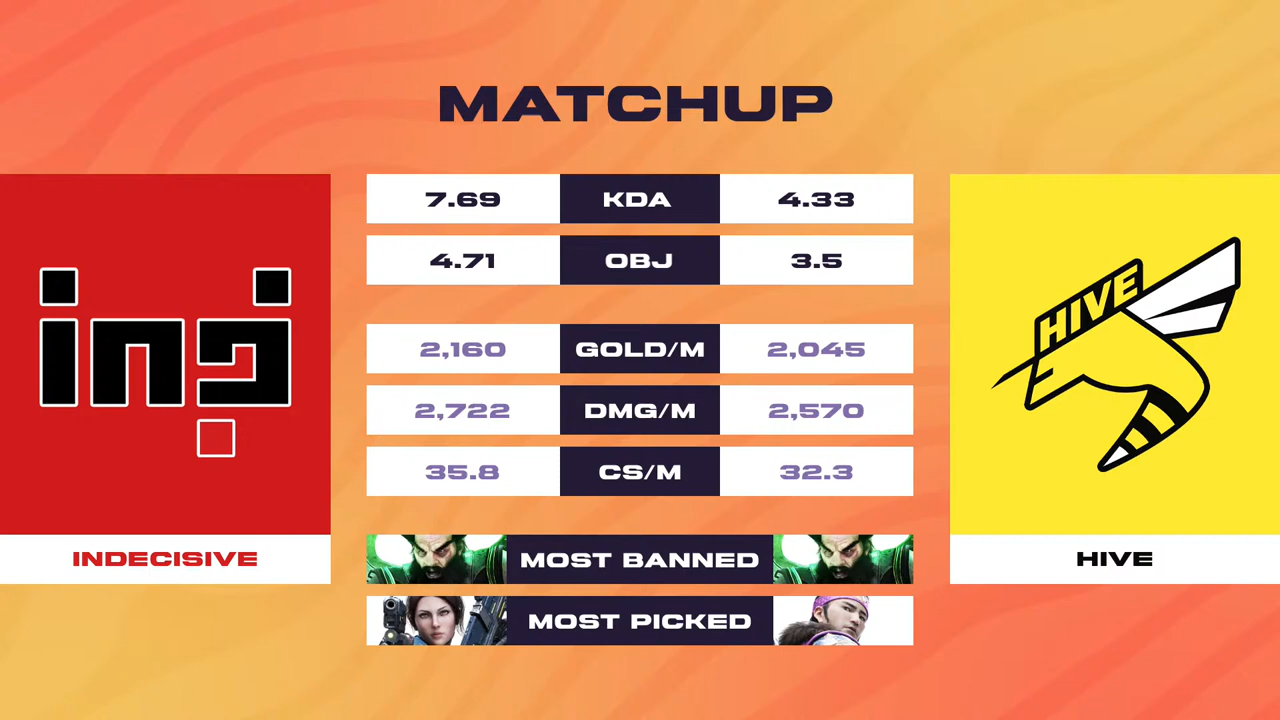 MATCHUP
7.69 KDA 4.33
4.71 OBJ 3.5
2,160 GOLD/M 2,045
2,722 DMG/M 2,570
35.8 CS/M 32.3
HIVE
INDECISIVE MOST BANNED HIVE
MOST PICKED